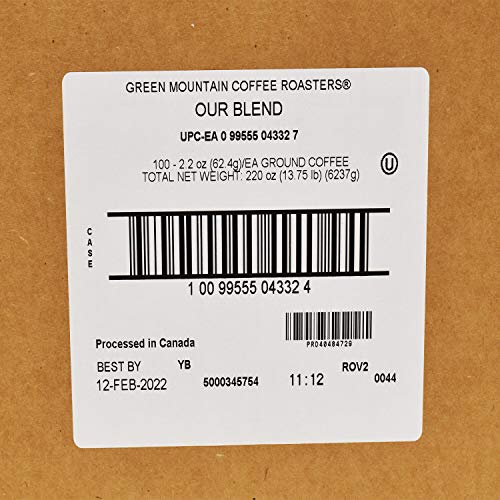 GREEN MOUNTAIN COFFEE ROASTERS®
OUR BLEND
UPC-EA 0 99555 04332 7
100 - 2.2 oz (62.4g)/EA GROUND COFFEE
TOTAL NET WEIGHT: 220 oz (13.75 lb) (6237g)
U
CASE
1 00 99555 04332 4
PRO40484729
Processed in Canada
BEST BY YB ROV2
12-FEB-2022 5000345754 11:12 0044